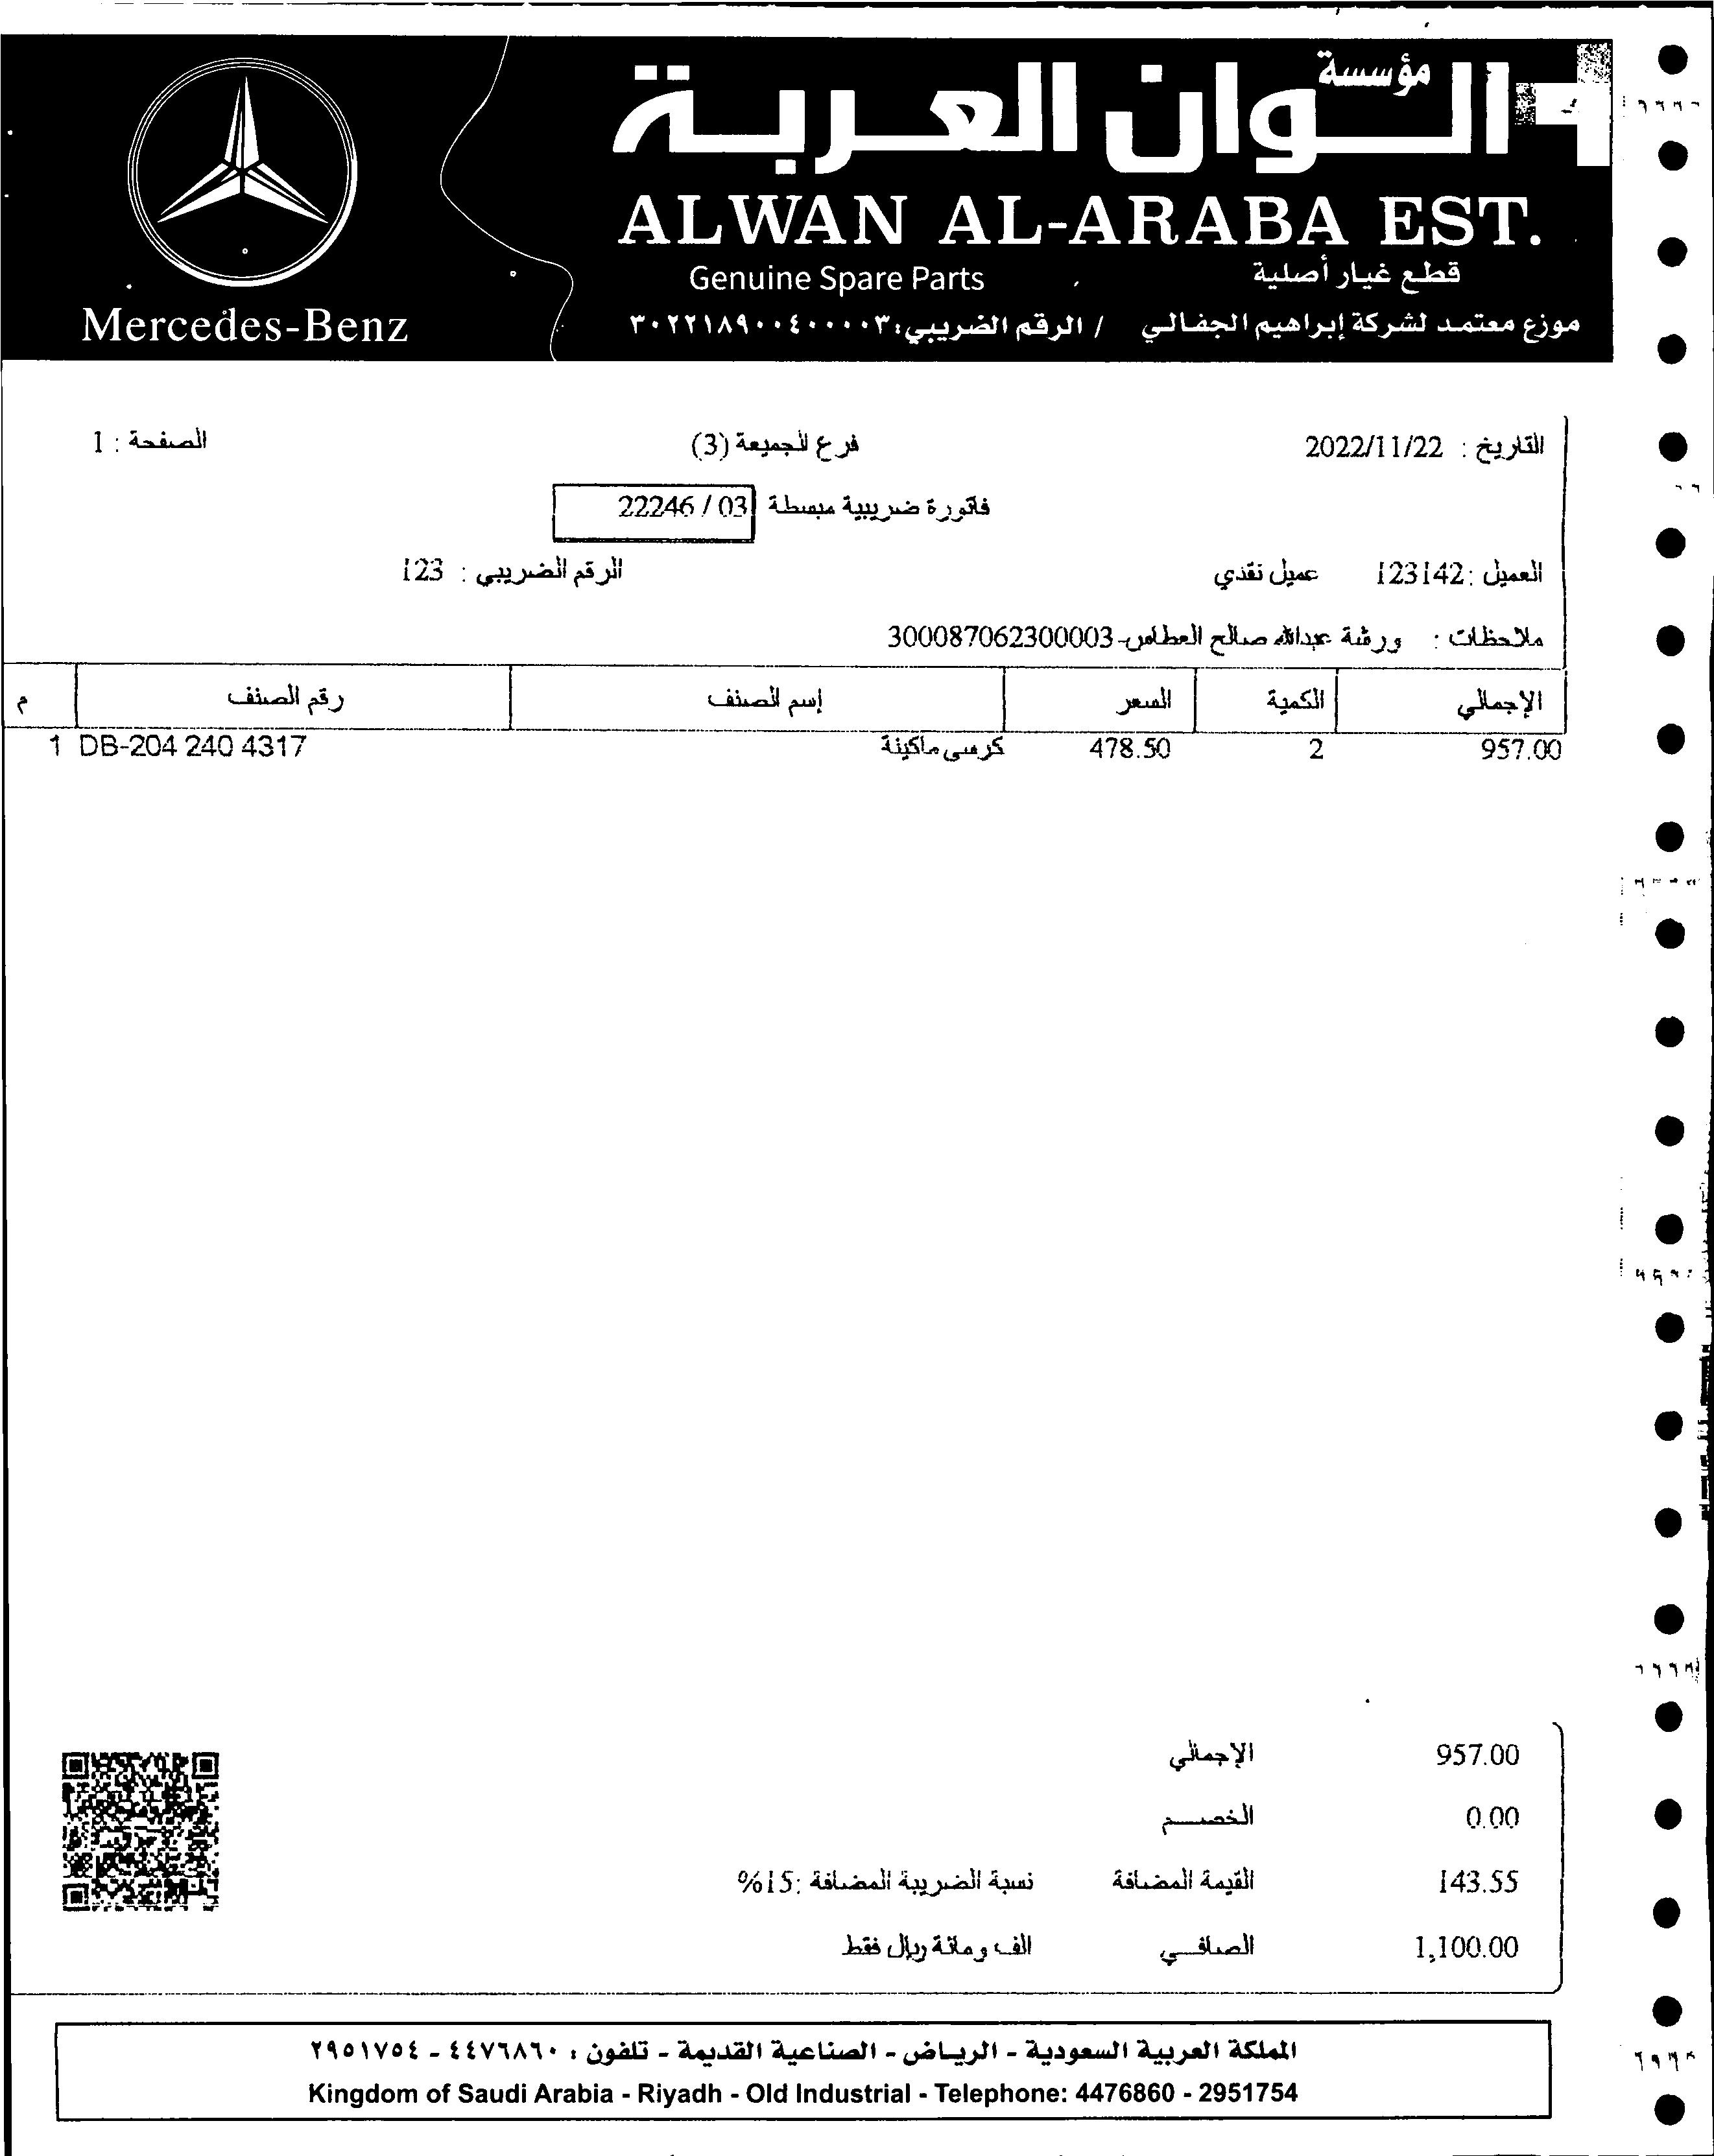 مؤسسة
الوان العربية
ALWAN AL-ARABA EST.
Genuine Spare Parts قطع غيار أصلية
Mercedes-Benz
موزع معتمد لشركة إبراهيم الجفالي / الرقم الضريبي: ٣٠٢٢١٨٩٠٠٤٠٠٠٠٣
التاريخ : 2022/11/22 فرع الجميعة (3) الصفحة : 1
فاتورة ضريبية مبسطة 22246 / 03
العميل : 123142 عميل نقدي الرقم الضريبي : 123
ملاحظات : ورشة عبدالله صالح العطاس-300087062300003
م رقم الصنف إسم الصنف السعر الكمية الإجمالي
1 DB-204 240 4317 كرسى ماكينة 478.50 2 957.00
الإجمالي 957.00
الخصـــم 0.00
القيمة المضافة نسبة الضريبة المضافة :15% 143.55
الصافــي الف ومائة ريال فقط 1,100.00
المملكة العربية السعودية - الرياض - الصناعية القديمة - تلفون : ٤٤٧٦٨٦٠ - ٢٩٥١٧٥٤
Kingdom of Saudi Arabia - Riyadh - Old Industrial - Telephone: 4476860 - 2951754